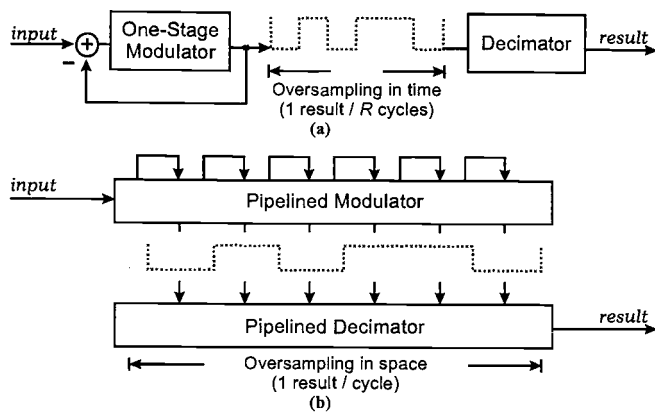 input
One-Stage
Modulator
Decimator
result
Oversampling in time
(1 result / R cycles)
(a)
input
Pipelined Modulator
Pipelined Decimator
result
Oversampling in space
(1 result / cycle)
(b)